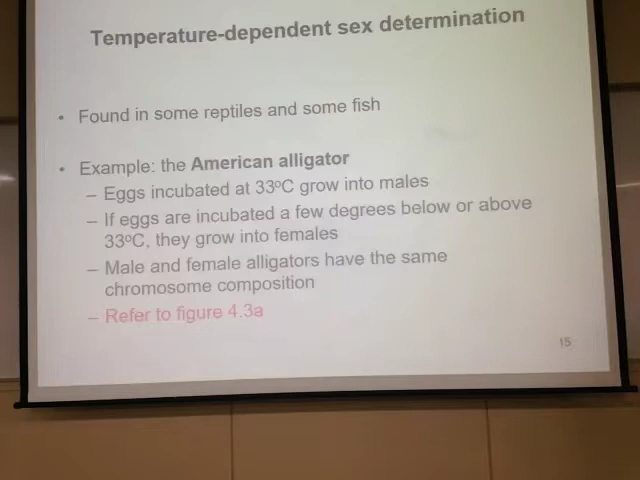 Temperature-dependent sex determination
• Found in some reptiles and some fish
• Example: the American alligator
– Eggs incubated at 33ºC grow into males
– If eggs are incubated a few degrees below or above
33ºC, they grow into females
– Male and female alligators have the same
chromosome composition
– Refer to figure 4.3a
15